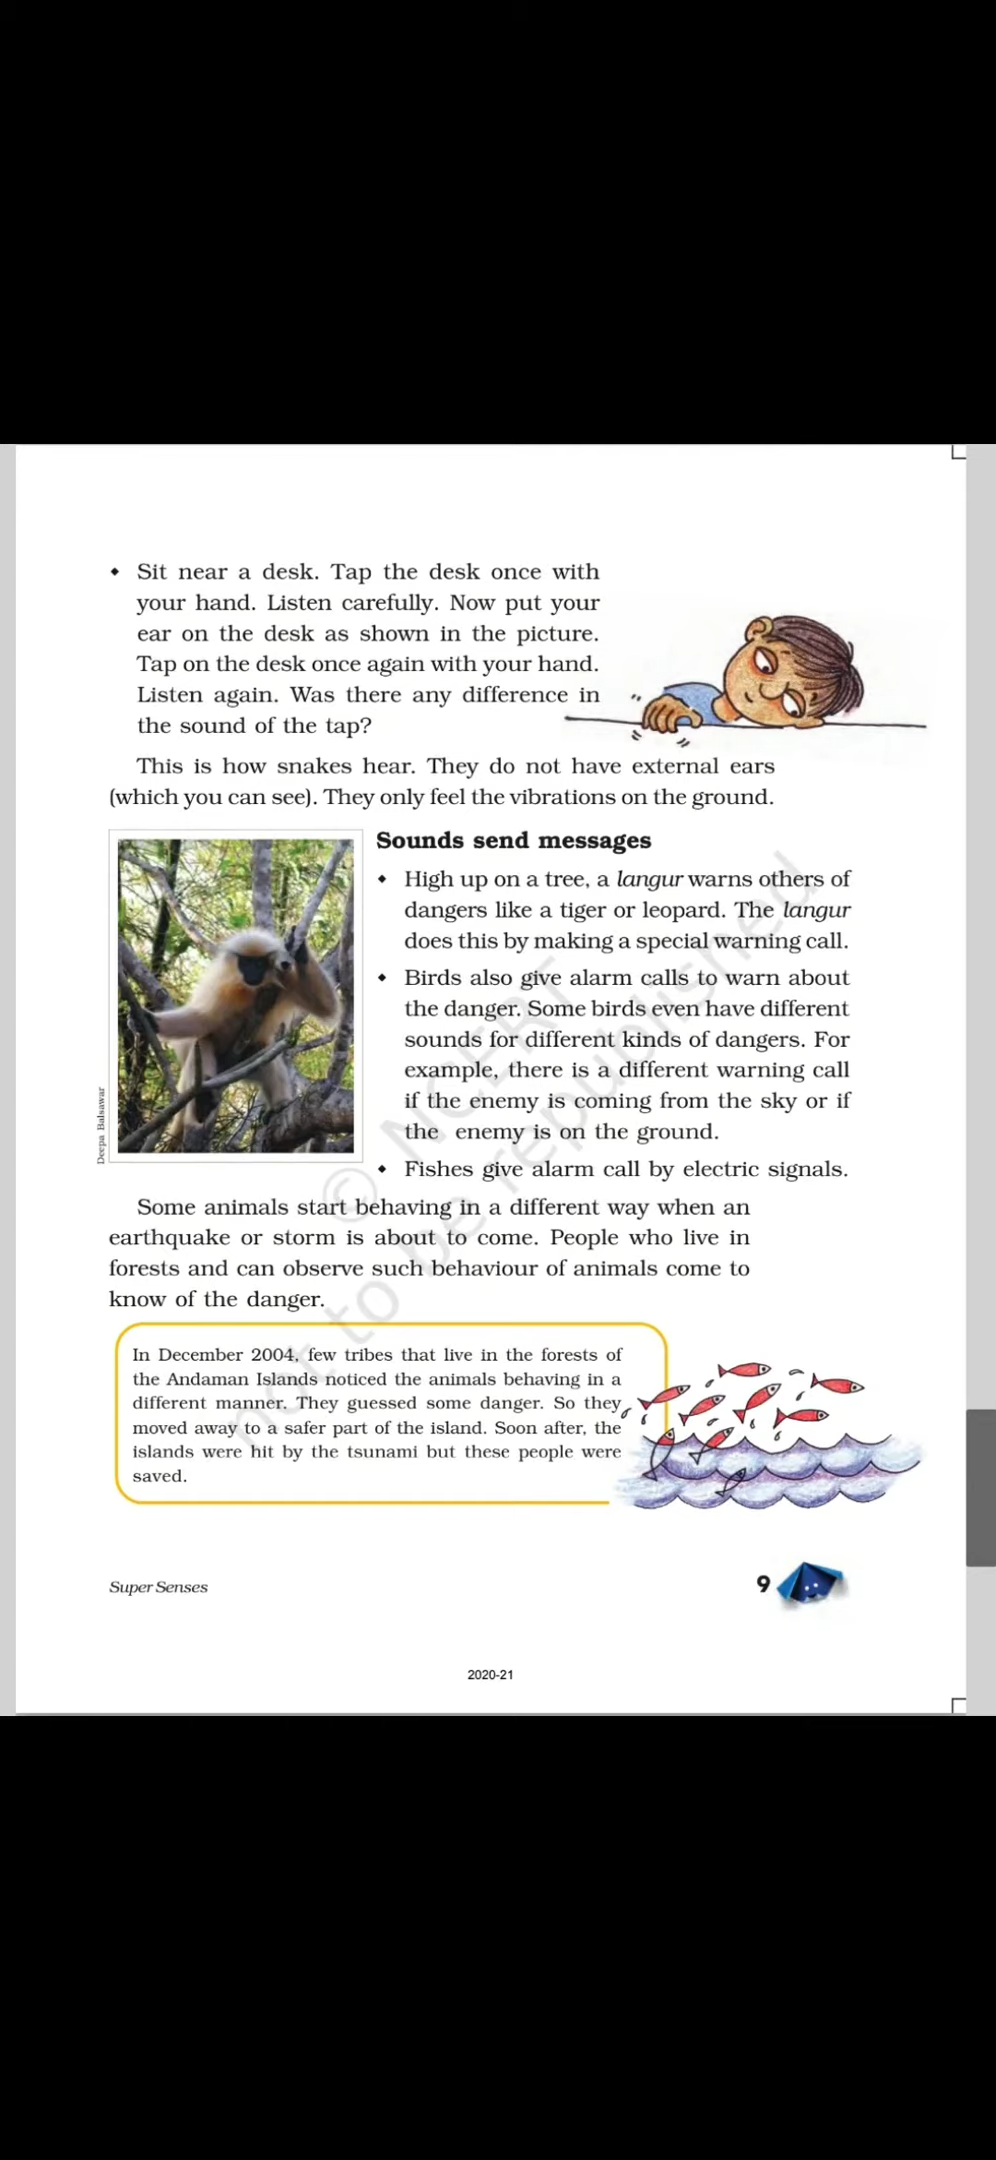 • Sit near a desk. Tap the desk once with
your hand. Listen carefully. Now put your
ear on the desk as shown in the picture.
Tap on the desk once again with your hand.
Listen again. Was there any difference in
the sound of the tap?
This is how snakes hear. They do not have external ears
(which you can see). They only feel the vibrations on the ground.
Deepa Balsawar
Sounds send messages
• High up on a tree, a langur warns others of
dangers like a tiger or leopard. The langur
does this by making a special warning call.
• Birds also give alarm calls to warn about
the danger. Some birds even have different
sounds for different kinds of dangers. For
example, there is a different warning call
if the enemy is coming from the sky or if
the enemy is on the ground.
• Fishes give alarm call by electric signals.
Some animals start behaving in a different way when an
earthquake or storm is about to come. People who live in
forests and can observe such behaviour of animals come to
know of the danger.
In December 2004, few tribes that live in the forests of
the Andaman Islands noticed the animals behaving in a
different manner. They guessed some danger. So they
moved away to a safer part of the island. Soon after, the
islands were hit by the tsunami but these people were
saved.
© NCERT
not to be republished
Super Senses
9
2020-21